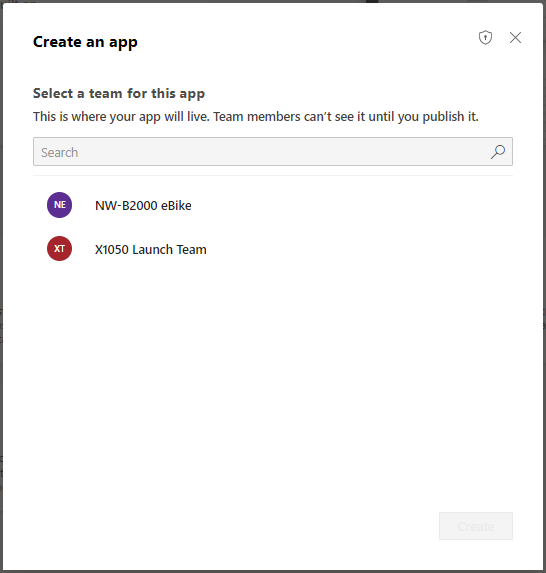 Create an app
Select a team for this app
This is where your app will live. Team members can't see it until you publish it.
Search
NE NW-B2000 eBike
XT X1050 Launch Team
Create